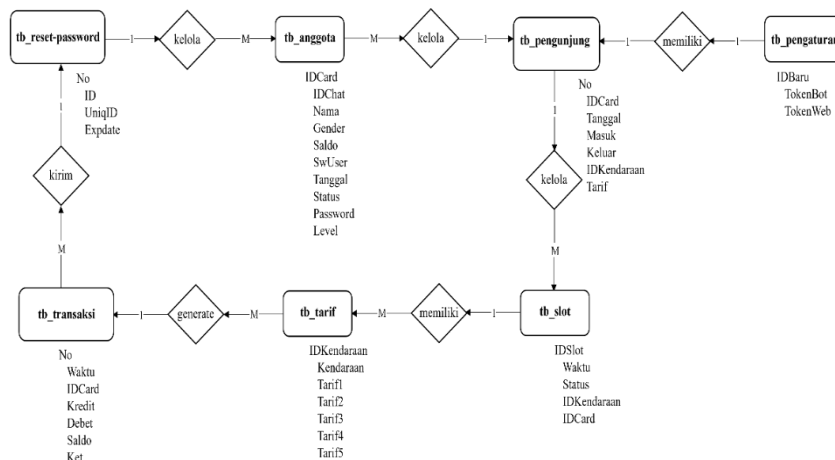 tb_reset-password
1
kelola
M
tb_anggota
M
kelola
1
tb_pengunjung
1
memiliki
1
tb_pengaturan
No
ID
UniqID
Expdate
IDCard
IDChat
Nama
Gender
Saldo
SwUser
Tanggal
Status
Password
Level
No
IDCard
Tanggal
Masuk
Keluar
IDKendaraan
Tarif
IDBaru
TokenBot
TokenWeb
1
kirim
M
1
kelola
M
tb_transaksi
1
generate
M
tb_tarif
M
memiliki
1
tb_slot
No
Waktu
IDCard
Kredit
Debet
Saldo
Ket
IDKendaraan
Kendaraan
Tarif1
Tarif2
Tarif3
Tarif4
Tarif5
IDSlot
Waktu
Status
IDKendaraan
IDCard